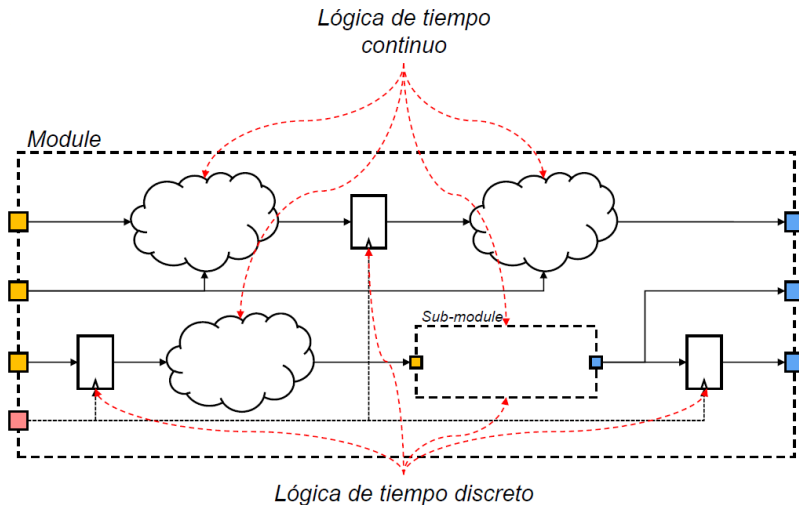 Lógica de tiempo
continuo
Module
Sub-module
Lógica de tiempo discreto